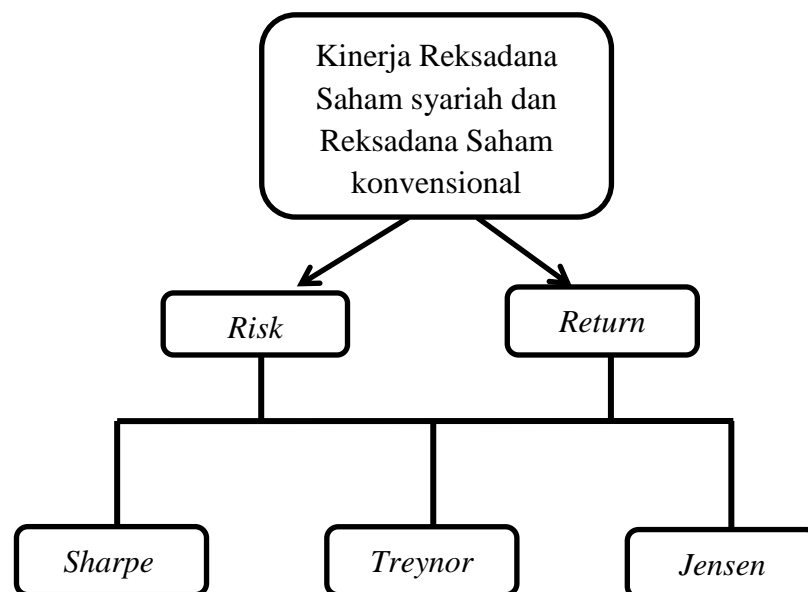 Kinerja Reksadana
Saham syariah dan
Reksadana Saham
konvensional
Risk
Return
Sharpe
Treynor
Jensen